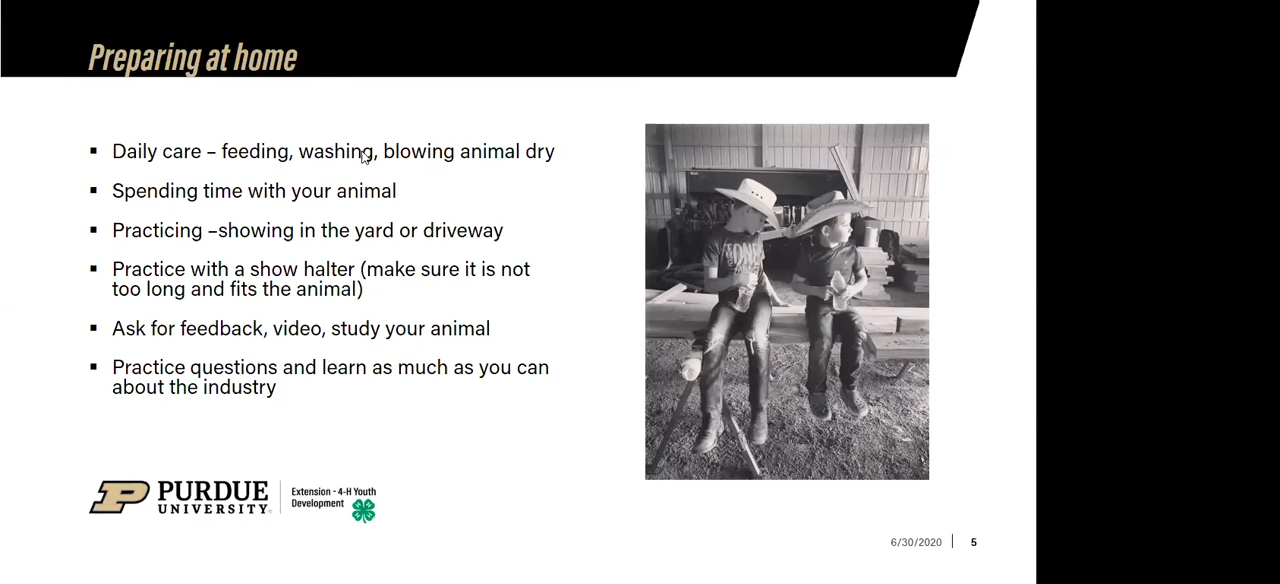 Preparing at home
▪ Daily care – feeding, washing, blowing animal dry
▪ Spending time with your animal
▪ Practicing –showing in the yard or driveway
▪ Practice with a show halter (make sure it is not
too long and fits the animal)
▪ Ask for feedback, video, study your animal
▪ Practice questions and learn as much as you can
about the industry
PURDUE
UNIVERSITY®
Extension - 4-H Youth
Development
6/30/2020 | 5